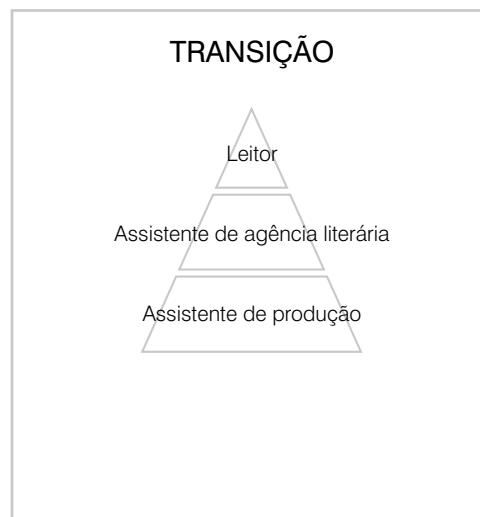 TRANSIÇÃO
Leitor
Assistente de agência literária
Assistente de produção